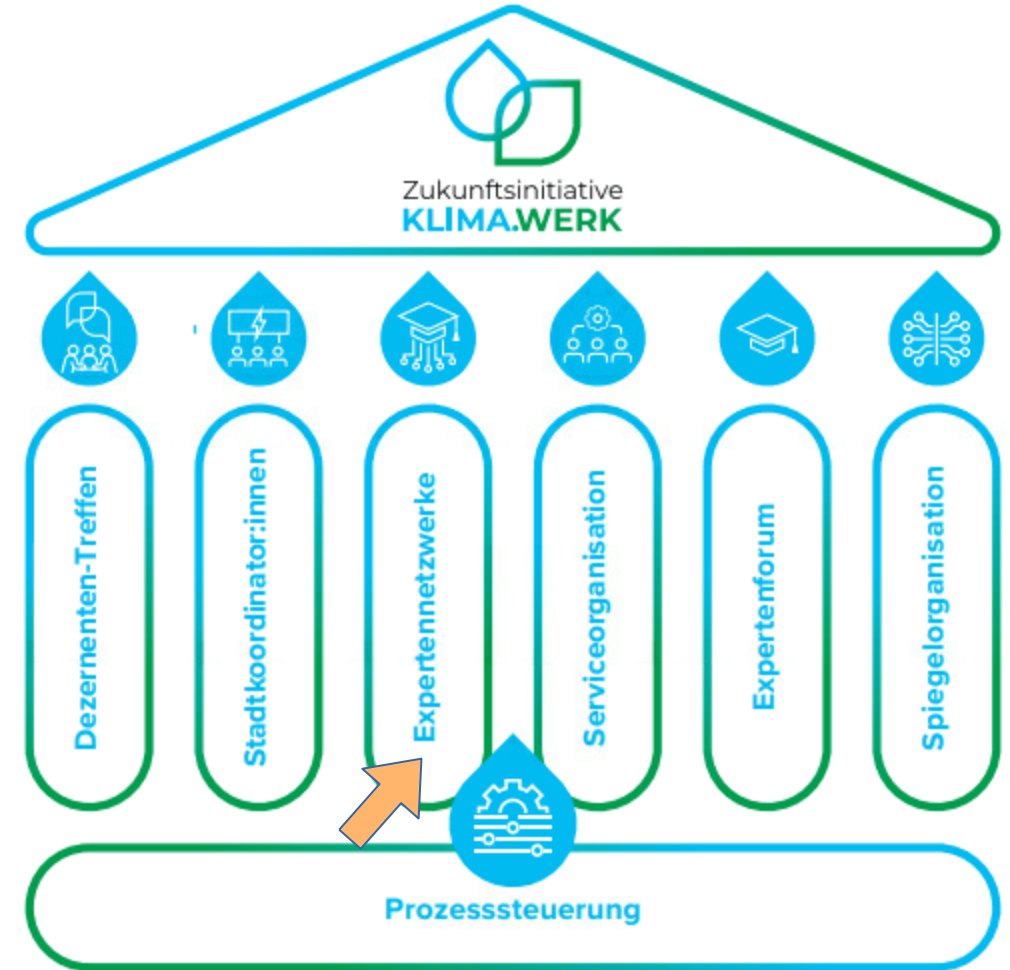 Zukunftsinitiative
KLIMA.WERK
Dezernenten-Treffen
Stadtkoordinator:innen
Expertennetzwerke
Serviceorganisation
Expertenforum
Spiegelorganisation
Prozesssteuerung